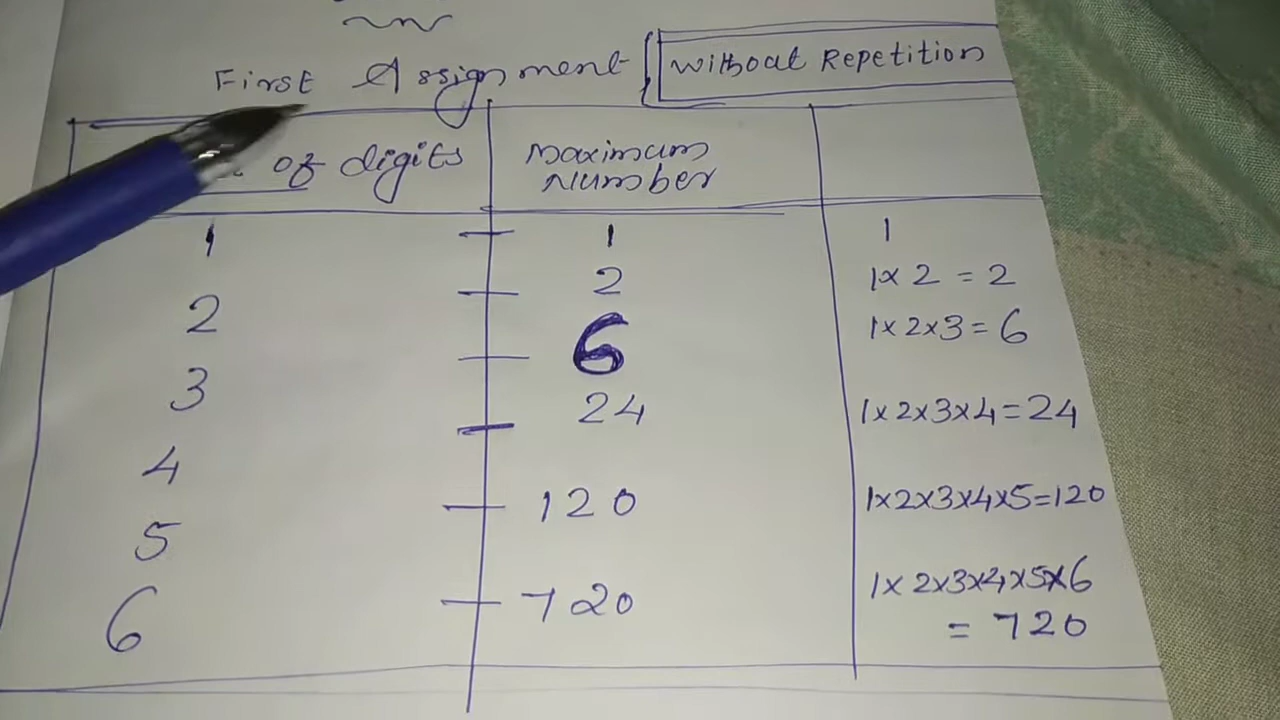 First Assignment without Repetition
of digits Maximum Number
1 1 1
2 2 1x2=2
3 6 1x2x3=6
4 24 1x2x3x4=24
5 120 1x2x3x4x5=120
6 720 1x2x3x4x5x6
=720